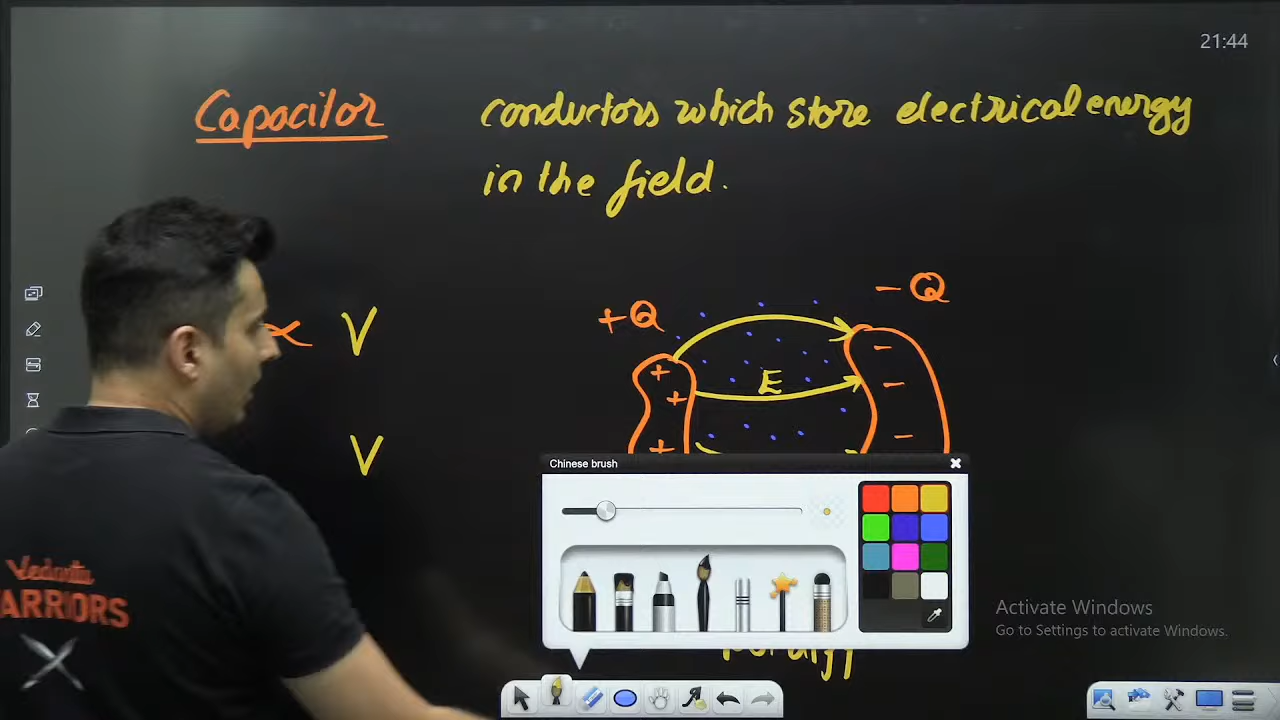 21:44
Capacitor conductors which store electrical energy
in the field.
+Q - Q
∝ V
+ -
+ E -
V
+ -
Chinese brush
Vedantu
WARRIORS
Activate Windows
Go to Settings to activate Windows.